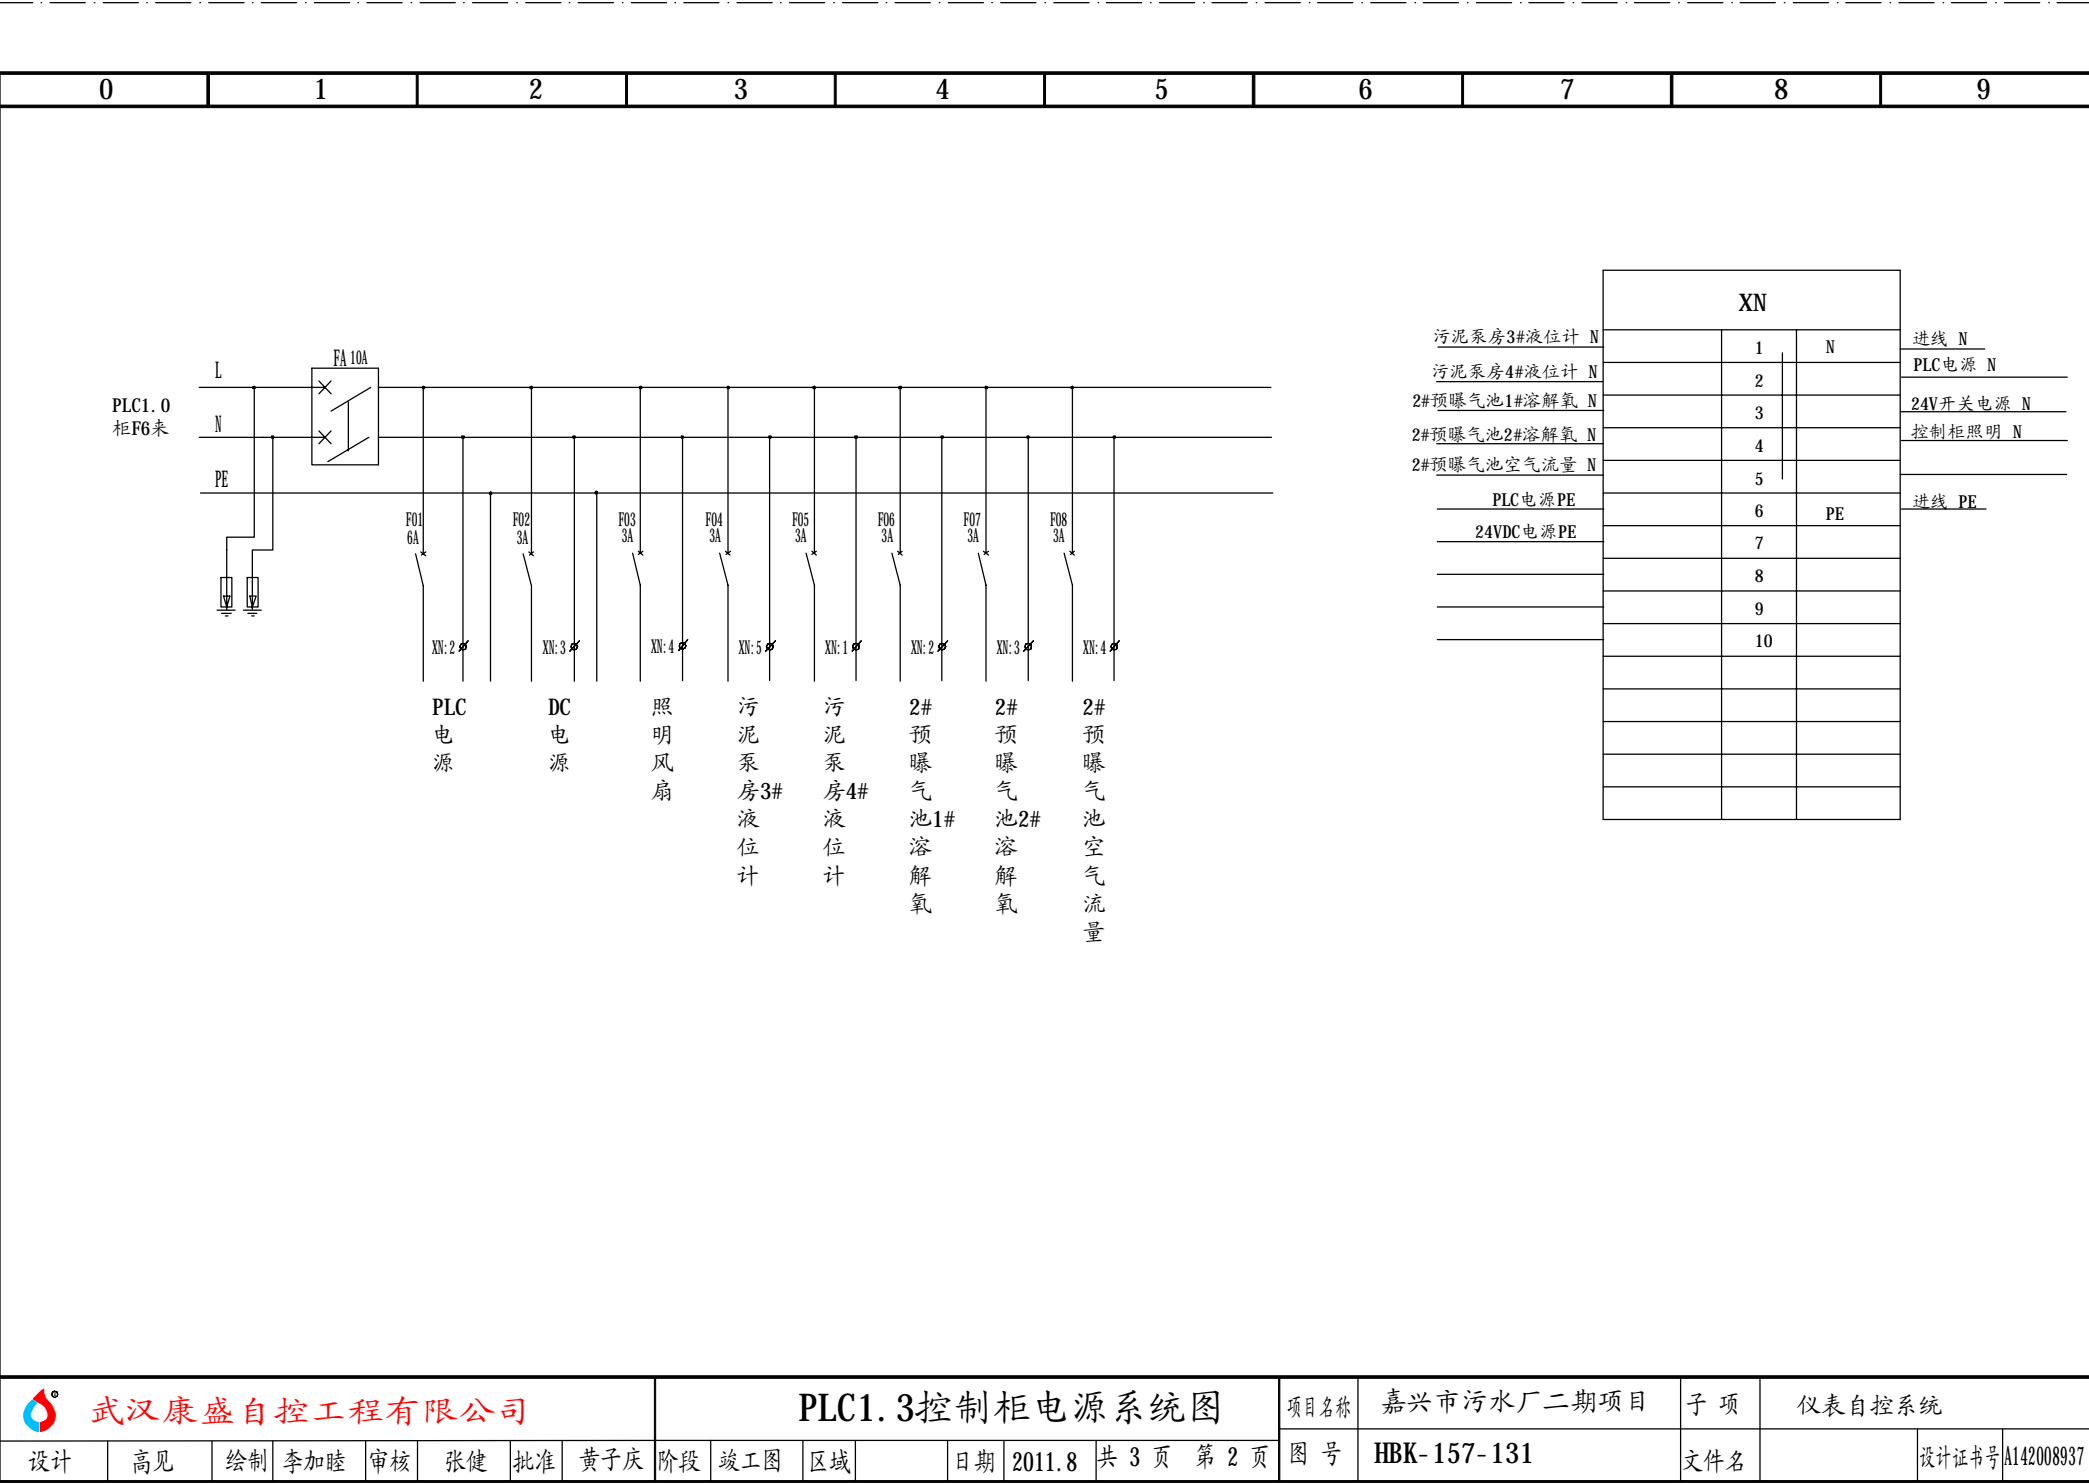 0 1 2 3 4 5 6 7 8 9
PLC1.0
柜F6来
L
N
PE
FA 10A
F01
6A
F02
3A
F03
3A
F04
3A
F05
3A
F06
3A
F07
3A
F08
3A
XN:2
XN:3
XN:4
XN:5
XN:1
XN:2
XN:3
XN:4
PLC电源
DC电源
照明风扇
污泥泵房3#液位计
污泥泵房4#液位计
2#预曝气池1#溶解氧
2#预曝气池2#溶解氧
2#预曝气池空气流量
XN
污泥泵房3#液位计 N 1 N 进线 N
污泥泵房4#液位计 N 2 PLC电源 N
2#预曝气池1#溶解氧 N 3 24V开关电源 N
2#预曝气池2#溶解氧 N 4 控制柜照明 N
2#预曝气池空气流量 N 5
PLC电源PE 6 PE 进线 PE
24VDC电源PE 7
8
9
10
武汉康盛自控工程有限公司 PLC1.3控制柜电源系统图 项目名称 嘉兴市污水厂二期项目 子 项 仪表自控系统
设计 高见 绘制 李加睦 审核 张健 批准 黄子庆 阶段 竣工图 区域 日期 2011.8 共 3 页 第 2 页 图 号 HBK-157-131 文件名 设计证书号 A142008937